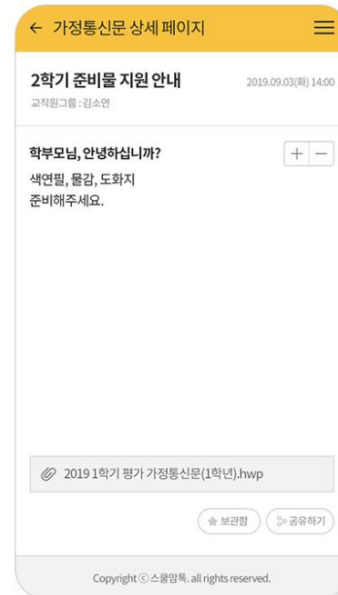 가정통신문 상세 페이지
2학기 준비물 지원 안내
2019.09.03(화) 14:00
교직원그룹 : 김소연
학부모님, 안녕하십니까?
색연필, 물감, 도화지
준비해주세요.
2019 1학기 평가 가정통신문(1학년).hwp
보관함
공유하기
Copyright ⓒ 스쿨맘톡. all rights reserved.